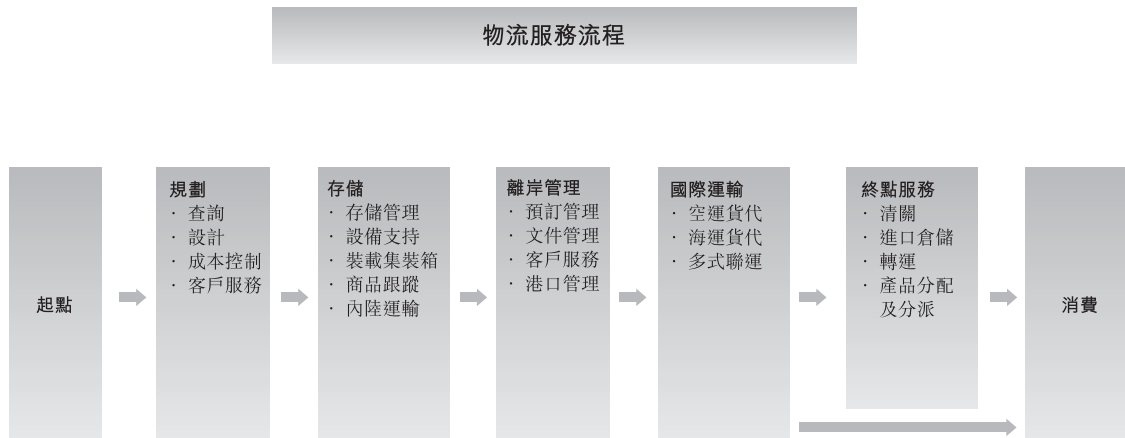 物流服務流程
起點
規劃
· 查詢
· 設計
· 成本控制
· 客戶服務
存儲
· 存儲管理
· 設備支持
· 裝載集裝箱
· 商品跟蹤
· 內陸運輸
離岸管理
· 預訂管理
· 文件管理
· 客戶服務
· 港口管理
國際運輸
· 空運貨代
· 海運貨代
· 多式聯運
終點服務
· 清關
· 進口倉儲
· 轉運
· 產品分配
及分派
消費